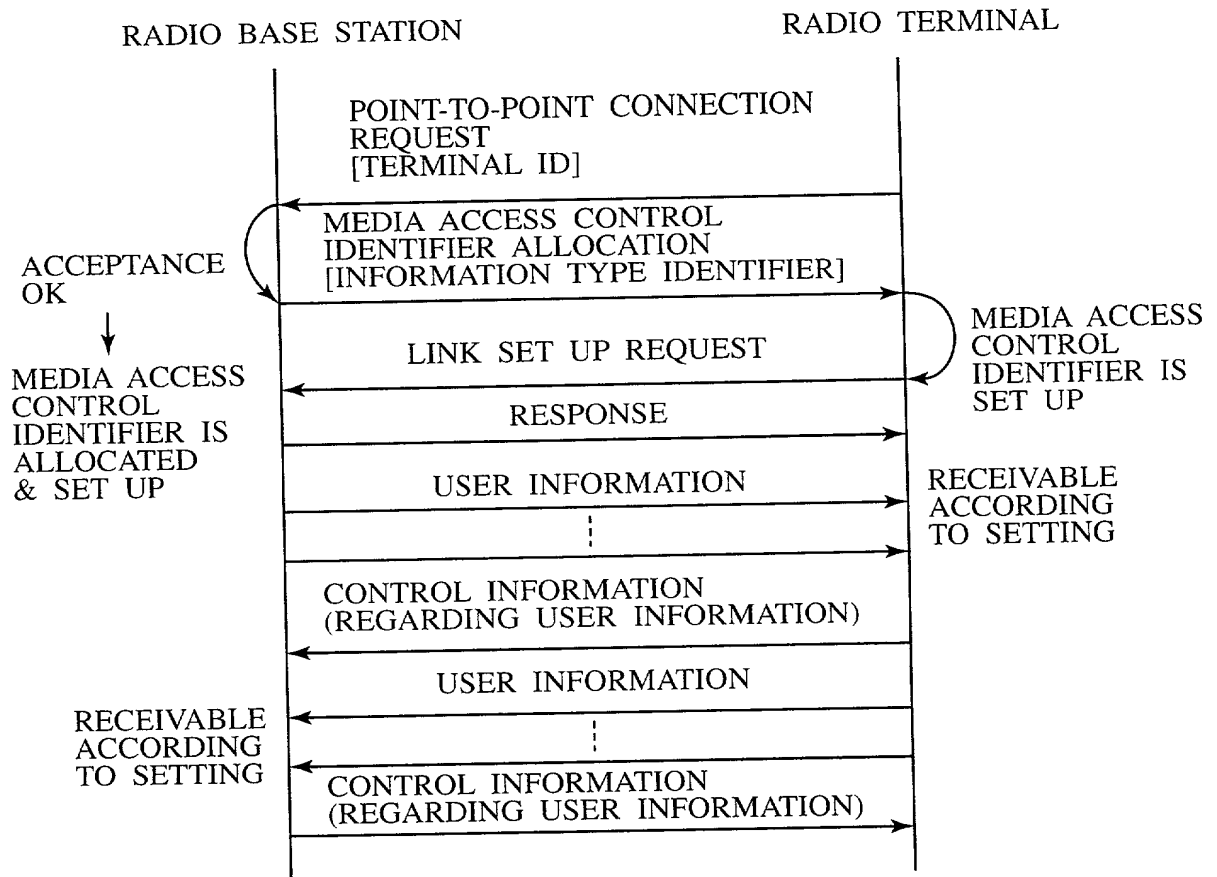 RADIO BASE STATION
RADIO TERMINAL
POINT-TO-POINT CONNECTION
REQUEST
[TERMINAL ID]
MEDIA ACCESS CONTROL
IDENTIFIER ALLOCATION
[INFORMATION TYPE IDENTIFIER]
ACCEPTANCE
OK
MEDIA ACCESS
CONTROL
IDENTIFIER IS
ALLOCATED
& SET UP
LINK SET UP REQUEST
MEDIA ACCESS
CONTROL
IDENTIFIER IS
SET UP
RESPONSE
USER INFORMATION
RECEIVABLE
ACCORDING
TO SETTING
CONTROL INFORMATION
(REGARDING USER INFORMATION)
USER INFORMATION
RECEIVABLE
ACCORDING
TO SETTING
CONTROL INFORMATION
(REGARDING USER INFORMATION)